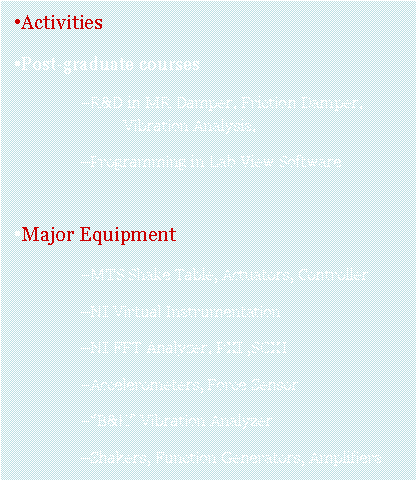 •Activities
•Post-graduate courses
–R&D in MR Damper, Friction Damper,
Vibration Analysis.
–Programming in Lab View Software
•Major Equipment
–MTS Shake Table, Actuators, Controller
–NI Virtual Instrumentation
–NI FFT Analyzer, PXI ,SCXI
–Accelerometers, Force Sensor
–"B&K" Vibration Analyzer
–Shakers, Function Generators, Amplifiers